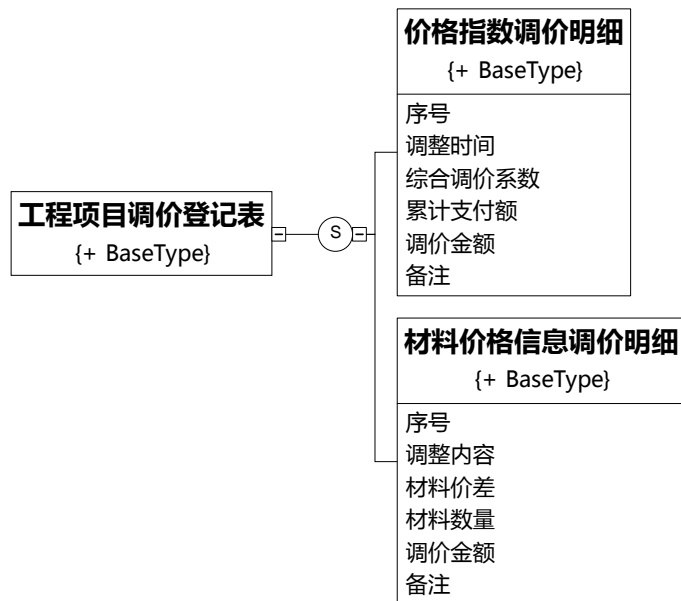 价格指数调价明细
{+ BaseType}
序号
调整时间
综合调价系数
累计支付额
调价金额
备注
工程项目调价登记表
{+ BaseType}
S
材料价格信息调价明细
{+ BaseType}
序号
调整内容
材料价差
材料数量
调价金额
备注